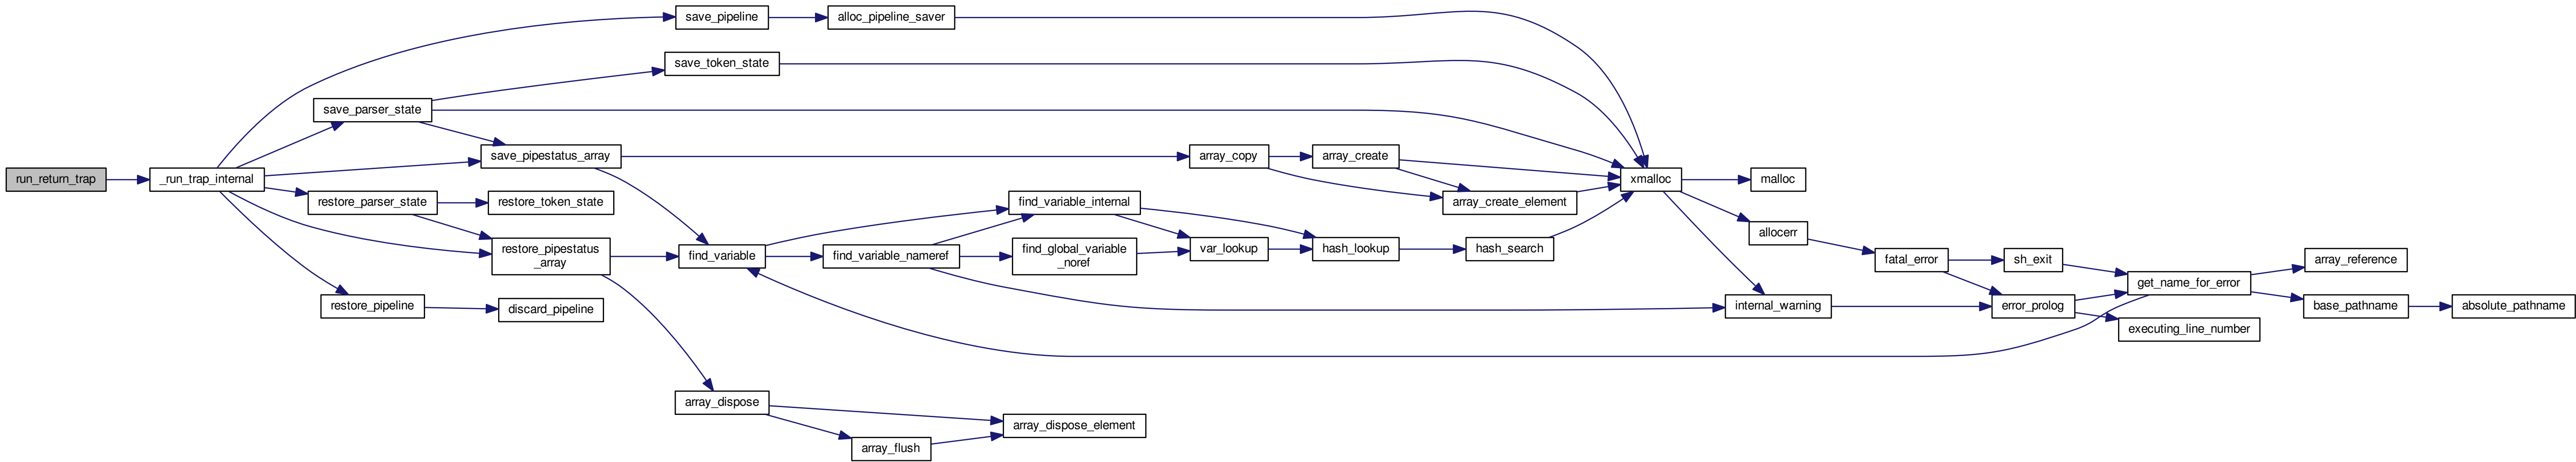 save_pipeline
alloc_pipeline_saver
save_token_state
save_parser_state
save_pipestatus_array
array_copy
array_create
run_return_trap
_run_trap_internal
xmalloc
malloc
restore_parser_state
restore_token_state
find_variable_internal
array_create_element
allocerr
restore_pipestatus
_array
find_variable
find_variable_nameref
find_global_variable
_noref
var_lookup
hash_lookup
hash_search
fatal_error
sh_exit
array_reference
get_name_for_error
restore_pipeline
discard_pipeline
internal_warning
error_prolog
base_pathname
absolute_pathname
executing_line_number
array_dispose
array_dispose_element
array_flush